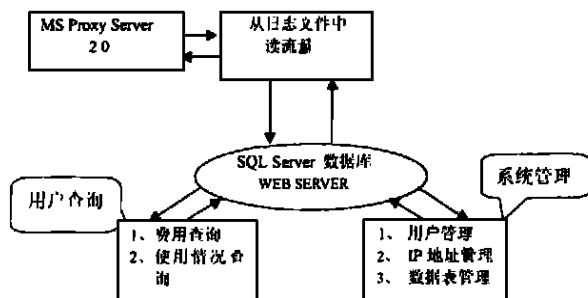 MS Proxy Server
2 0
从日志文件中
读流量
SQL Server 数据库
WEB SERVER
用户查询
系统管理
1、费用查询
2、使用情况查
询
1、用户管理
2、IP 地址管理
3、数据表管理